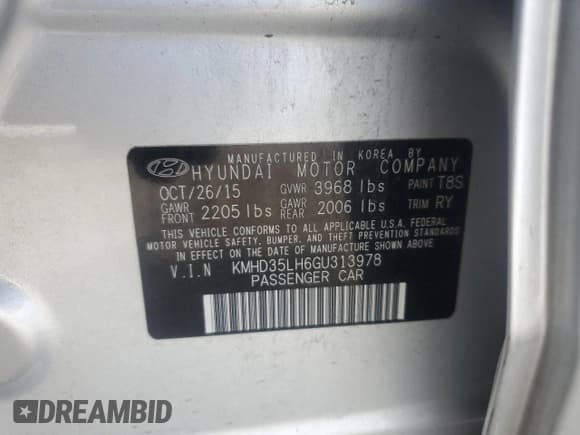 MANUFACTURED IN KOREA BY
HYUNDAI MOTOR COMPANY
OCT/26/15 GVWR 3968 lbs PAINT T8S
GAWR FRONT 2205 lbs GAWR REAR 2006 lbs TRIM RY
THIS VEHICLE CONFORMS TO ALL APPLICABLE U.S.A. FEDERAL
MOTOR VEHICLE SAFETY, BUMPER, AND THEFT PREVENTION STANDARDS
IN EFFECT ON THE DATE OF MANUFACTURE SHOWN ABOVE.
V.I.N KMHD35LH6GU313978
PASSENGER CAR
DREAMBID